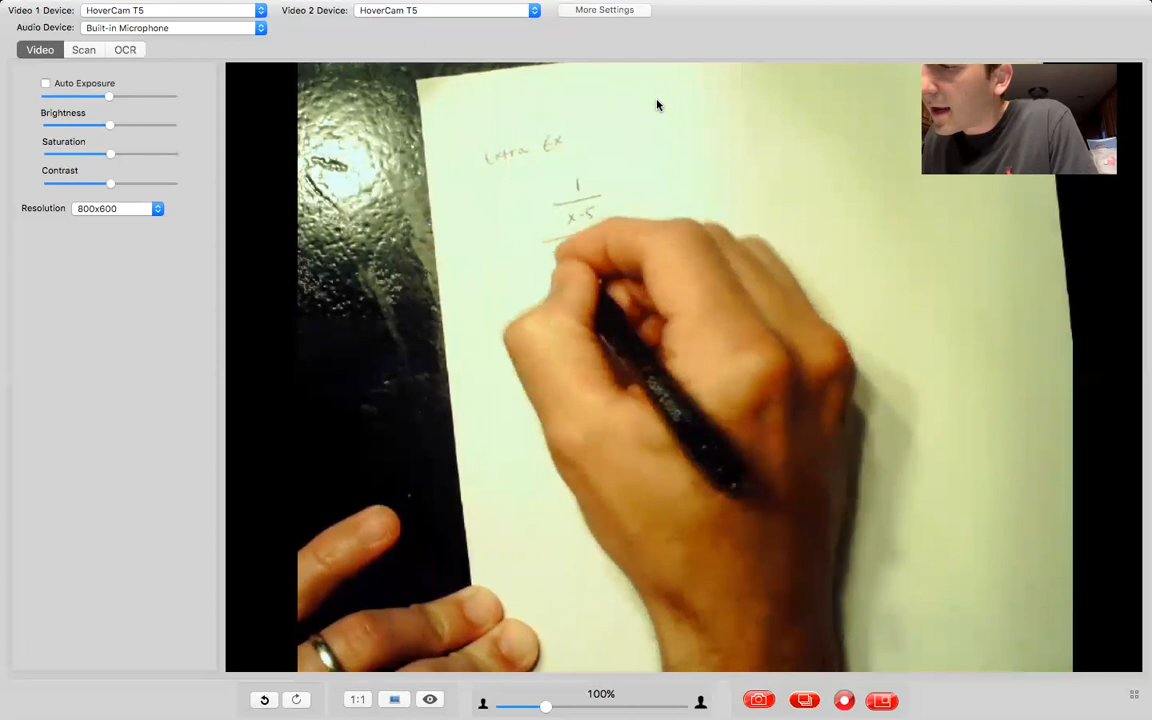 Video 1 Device: HoverCam T5 Video 2 Device: HoverCam T5 More Settings
Audio Device: Built-in Microphone
Video Scan OCR
Auto Exposure
Brightness
Saturation
Contrast
Resolution 800x600
Extra Ex
1
x-5
1:1 100%